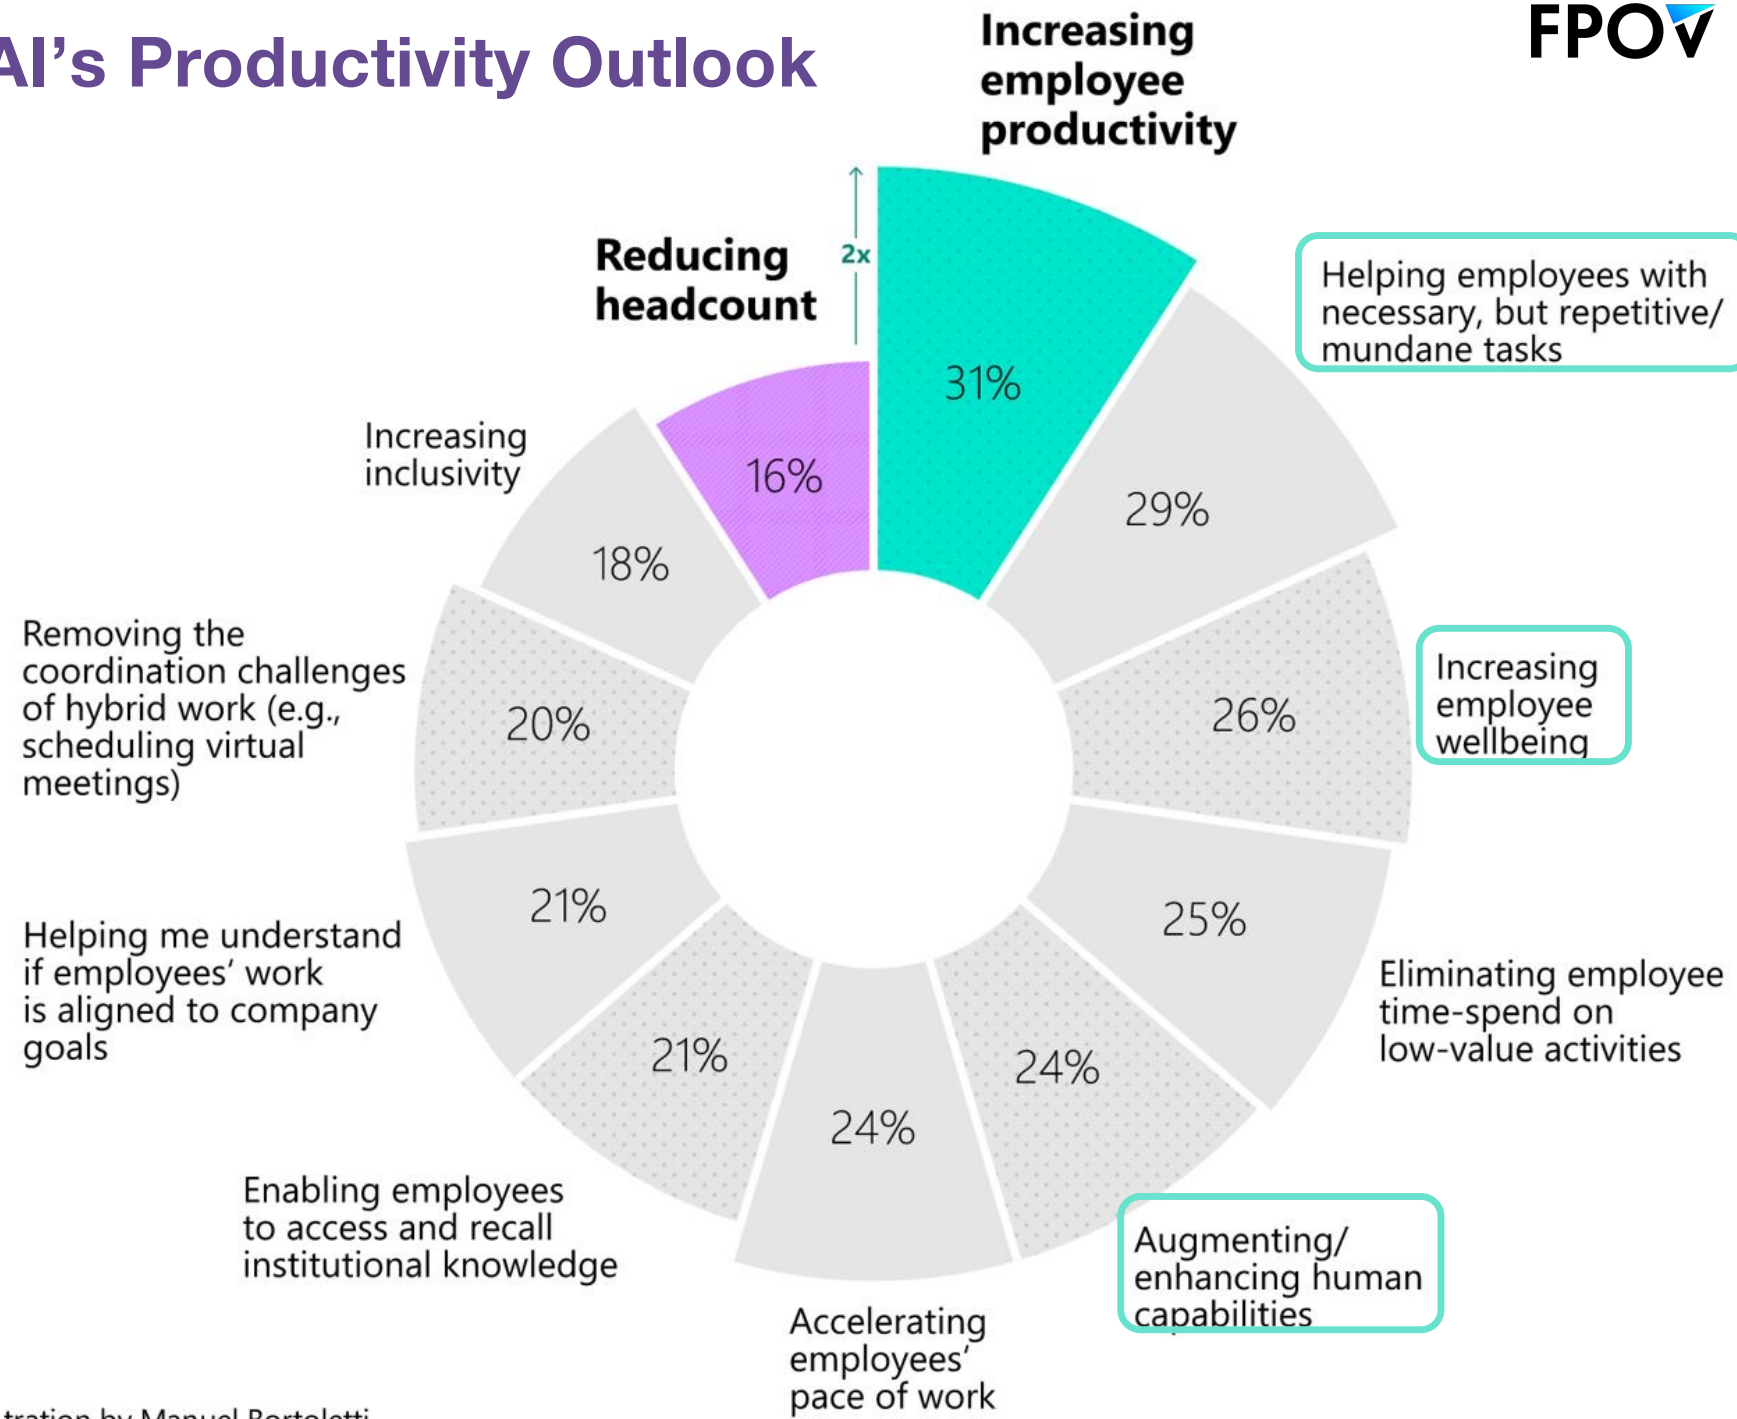 AI's Productivity Outlook
FPOV
Increasing
employee
productivity
2x
Reducing
headcount
31%
Helping employees with
necessary, but repetitive/
mundane tasks
29%
Increasing
employee
wellbeing
26%
Eliminating employee
time-spend on
low-value activities
25%
Augmenting/
enhancing human
capabilities
24%
Accelerating
employees'
pace of work
24%
Enabling employees
to access and recall
institutional knowledge
21%
Helping me understand
if employees' work
is aligned to company
goals
21%
Removing the
coordination challenges
of hybrid work (e.g.,
scheduling virtual
meetings)
20%
Increasing
inclusivity
18%
16%
by Manuel Bortoletti